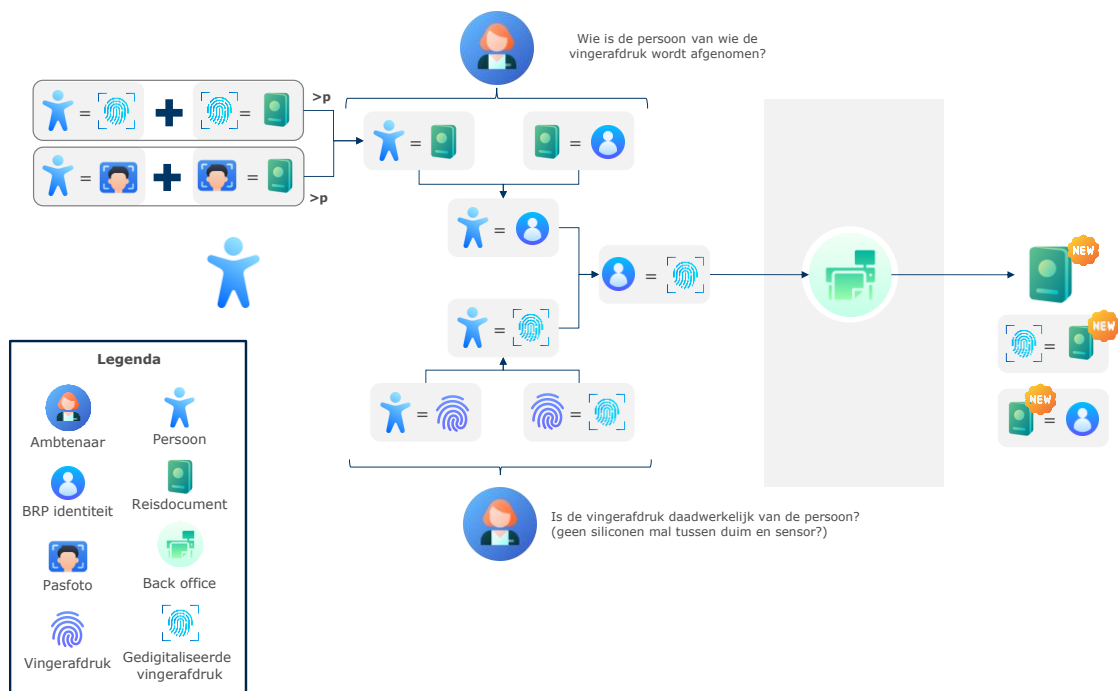 Wie is de persoon van wie de
vingerafdruk wordt afgenomen?
>p
=
=
=
=
=
=
>p
=
=
=
NEW
=
=
NEW
=
=
NEW
=
Legenda
Ambtenaar
Persoon
BRP identiteit
Reisdocument
Pasfoto
Back office
Vingerafdruk
Gedigitaliseerde
vingerafdruk
Is de vingerafdruk daadwerkelijk van de persoon?
(geen siliconen mal tussen duim en sensor?)